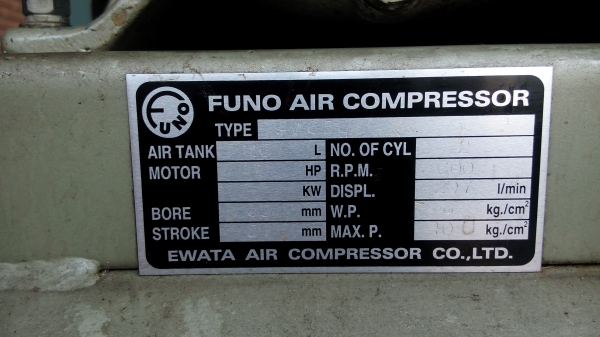 FUNO
FUNO AIR COMPRESSOR
TYPE
AIR TANK L NO. OF CYL
MOTOR HP R.P.M.
KW DISPL. l/min
BORE mm W.P. kg./cm²
STROKE mm MAX. P. kg./cm²
EWATA AIR COMPRESSOR CO.,LTD.